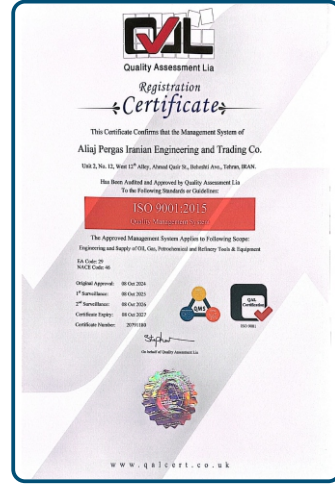 QAL
Quality Assessment Lia
Registration
Certificate
This Certificate Confirms that the Management System of
Aliaj Pergas Iranian Engineering and Trading Co.
Unit 2, No. 12, West 12th Alley, Ahmad Qasir St., Beheshti Ave., Tehran, IRAN.
Has Been Audited and Approved by Quality Assessment Lia
To the Following Standards or Guidelines:
ISO 9001:2015
Quality Management System
The Approved Management System Applies to Following Scope:
Engineering and Supply of OIL, Gas, Petrochemical and Refinery Tools & Equipment
EA Code: 29
NACE Code: 46
Original Approval: 08 Oct 2024
1st Surveillance: 08 Oct 2025
2nd Surveillance: 08 Oct 2026
Certificate Expiry: 08 Oct 2027
Certificate Number: 20791180
QMS
QAL
Certification
ISO 9001
On behalf of Quality Assessment Lia
www.qalcert.co.uk